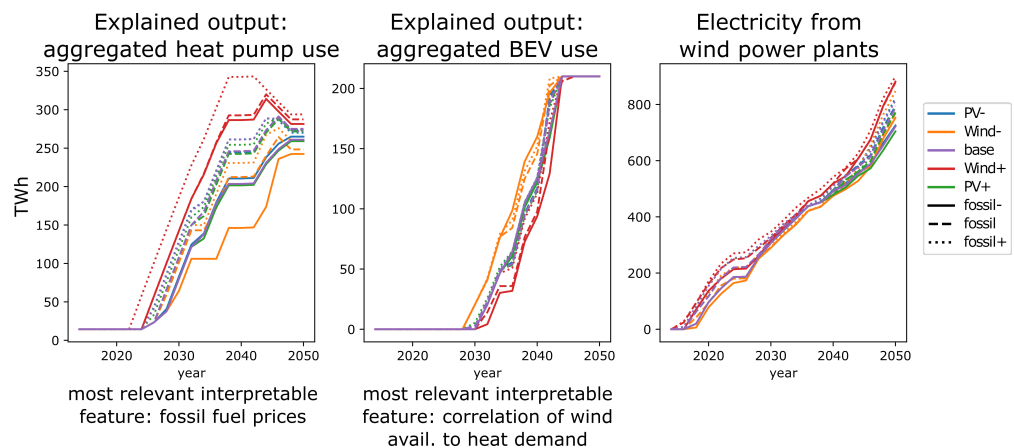 Explained output:
aggregated heat pump use
Explained output:
aggregated BEV use
Electricity from
wind power plants
TWh
350
300
250
200
150
100
50
0
2020
2030
2040
2050
year
most relevant interpretable
feature: fossil fuel prices
200
150
100
50
0
2020
2030
2040
2050
year
most relevant interpretable
feature: correlation of wind
avail. to heat demand
800
600
400
200
0
2020
2030
2040
2050
year
PV-
Wind-
base
Wind+
PV+
fossil-
fossil
fossil+